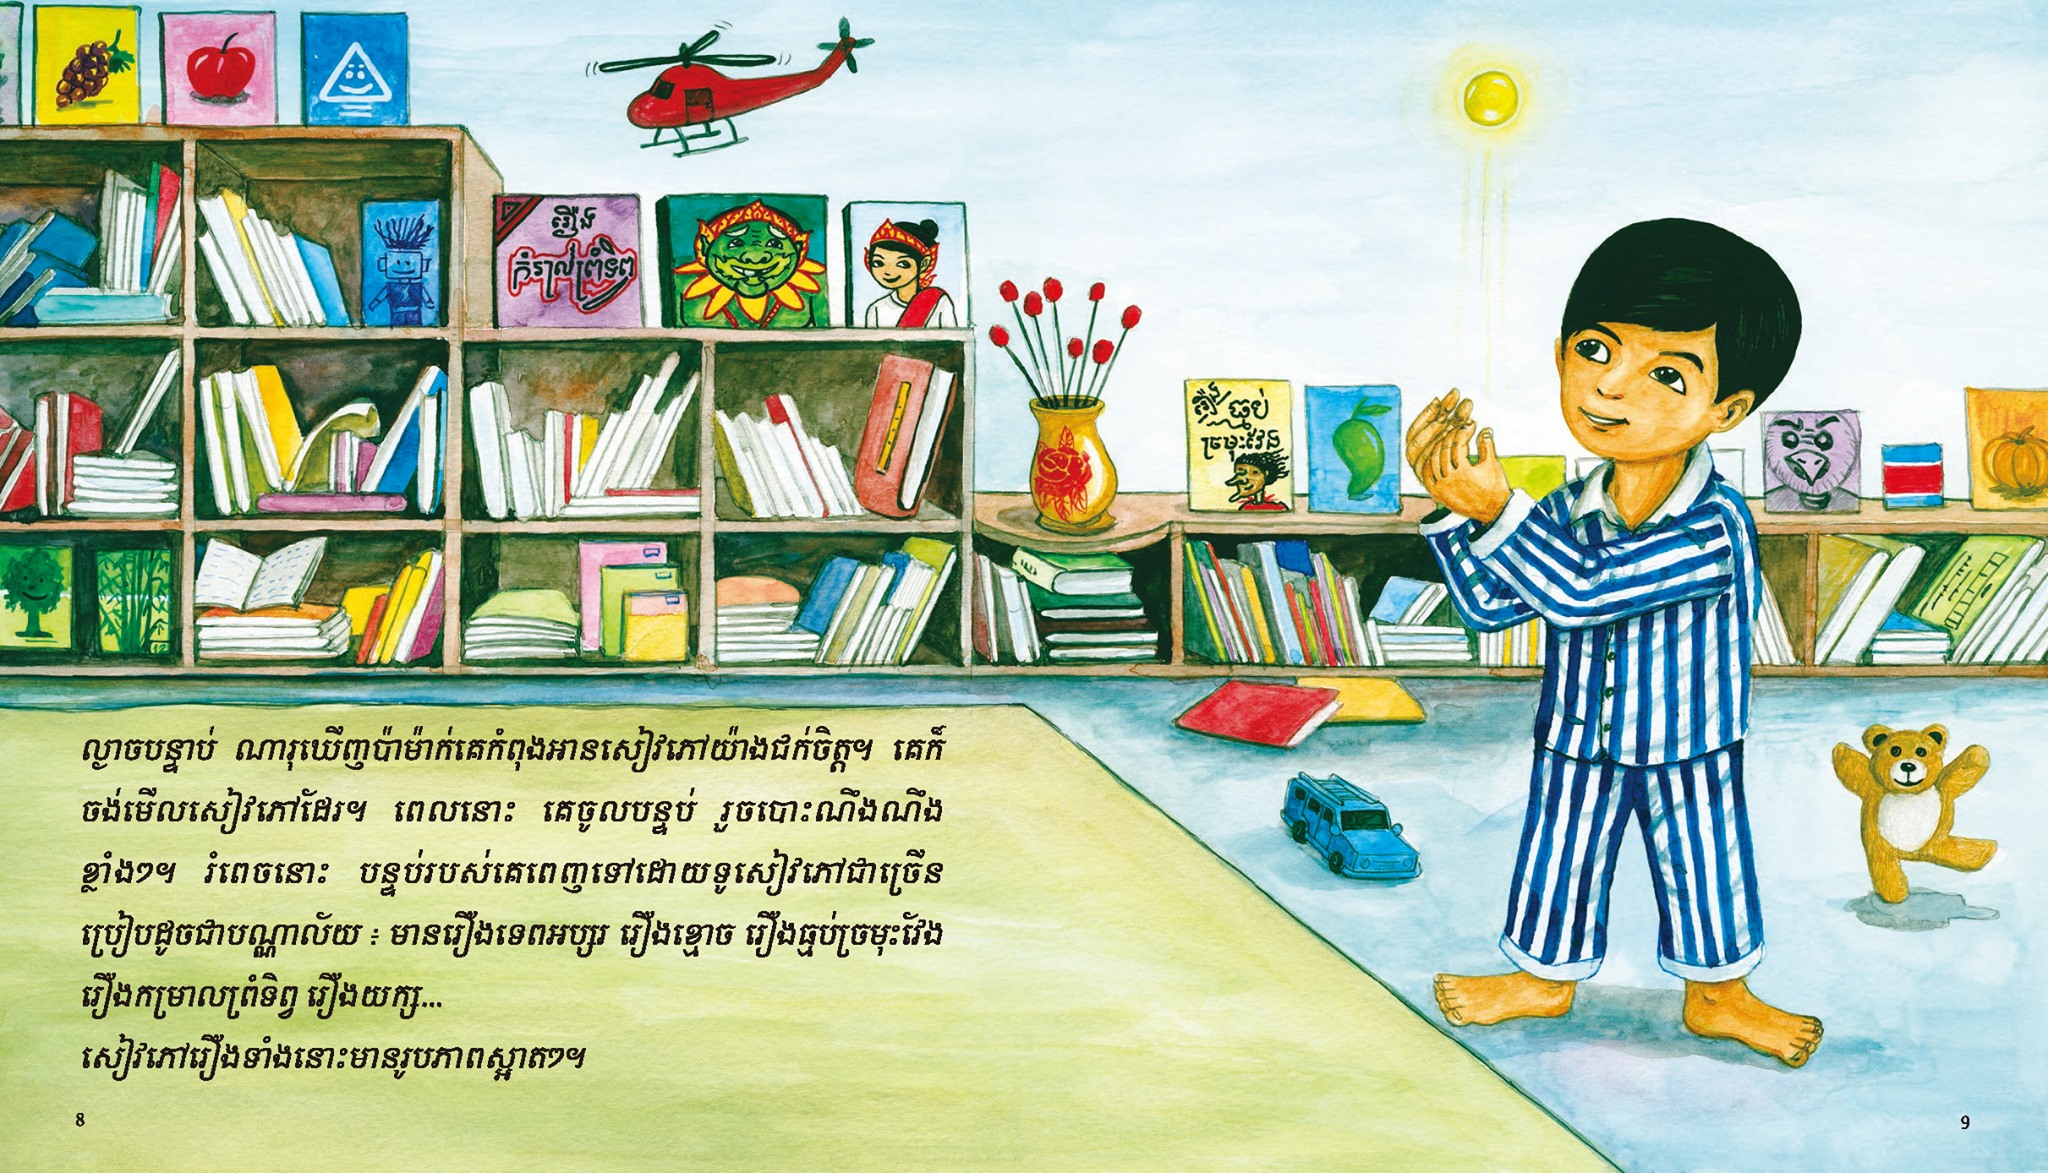 រឿង
កំរាលព្រំទិព្វ
រឿង
ធ្មប់
ច្រមុះវែង
ល្ងាចបន្ទាប់ ណារុឃើញប៉ាម៉ាក់គេកំពុងអានសៀវភៅយ៉ាងជក់ចិត្ត។ គេក៏
ចង់មើលសៀវភៅដែរ។ ពេលនោះ គេចូលបន្ទប់ រួចបោះណឹងណឹង
ខ្លាំងៗ។ រំពេចនោះ បន្ទប់របស់គេពេញទៅដោយទូសៀវភៅជាច្រើន
ប្រៀបដូចជាបណ្ណាល័យ : មានរឿងទេពអប្សរ រឿងខ្មោច រឿងធ្មប់ច្រមុះវែង
រឿងកម្រាលព្រំទិព្វ រឿងយក្ស...
សៀវភៅរឿងទាំងនោះមានរូបភាពស្អាតៗ។
8
9